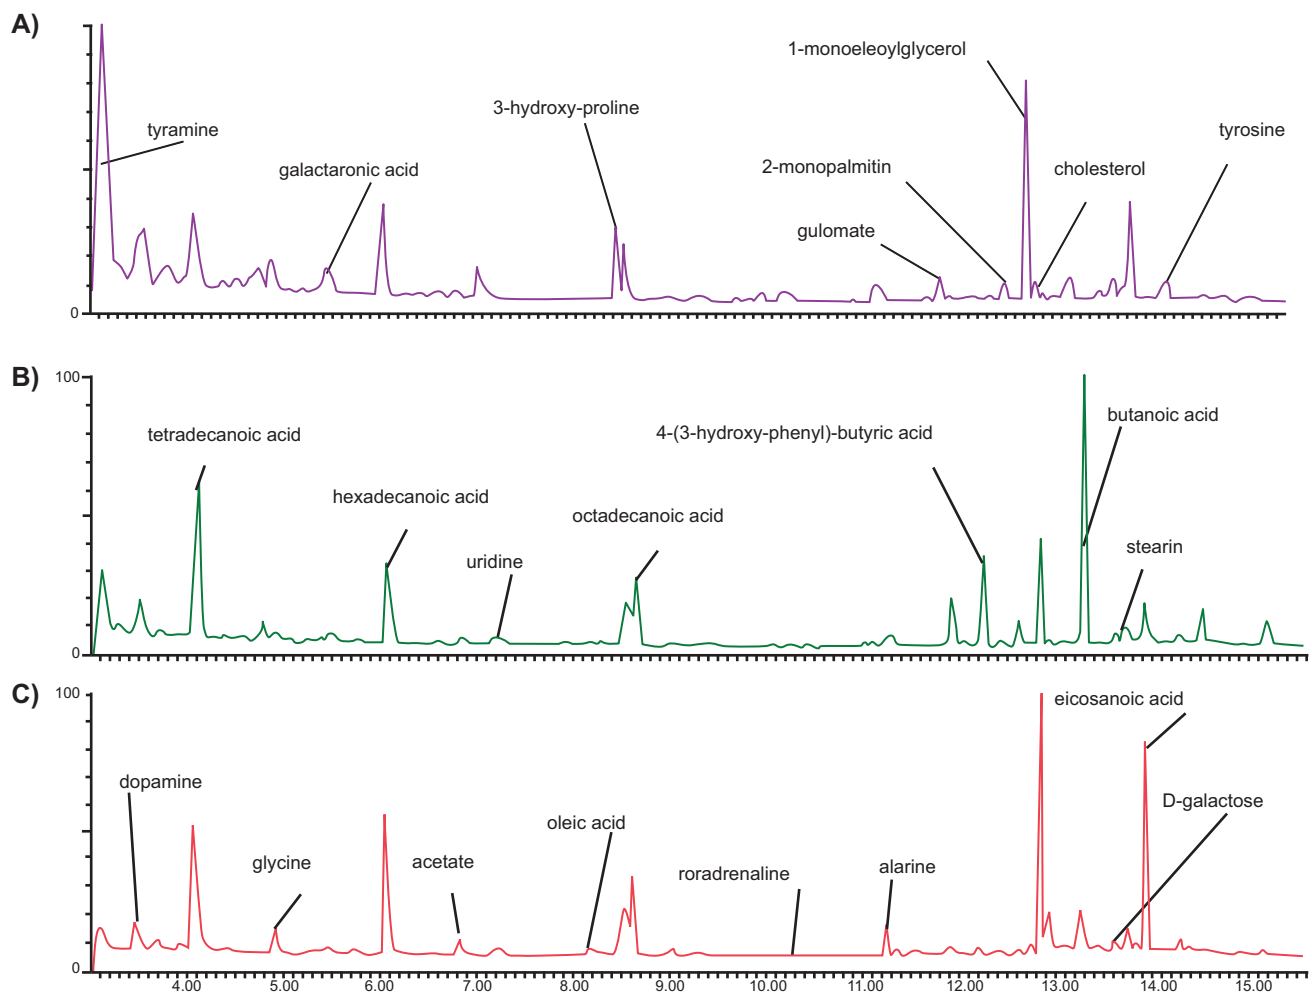 A)
1-monoeleoylglycerol
3-hydroxy-proline
tyramine
tyrosine
galactaronic acid
2-monopalmitin
cholesterol
gulomate
0
B)
100
tetradecanoic acid
4-(3-hydroxy-phenyl)-butyric acid
butanoic acid
hexadecanoic acid
octadecanoic acid
uridine
stearin
0
C)
100
eicosanoic acid
dopamine
D-galactose
oleic acid
glycine
acetate
roradrenaline
alarine
0
4.00 5.00 6.00 7.00 8.00 9.00 10.00 11.00 12.00 13.00 14.00 15.00